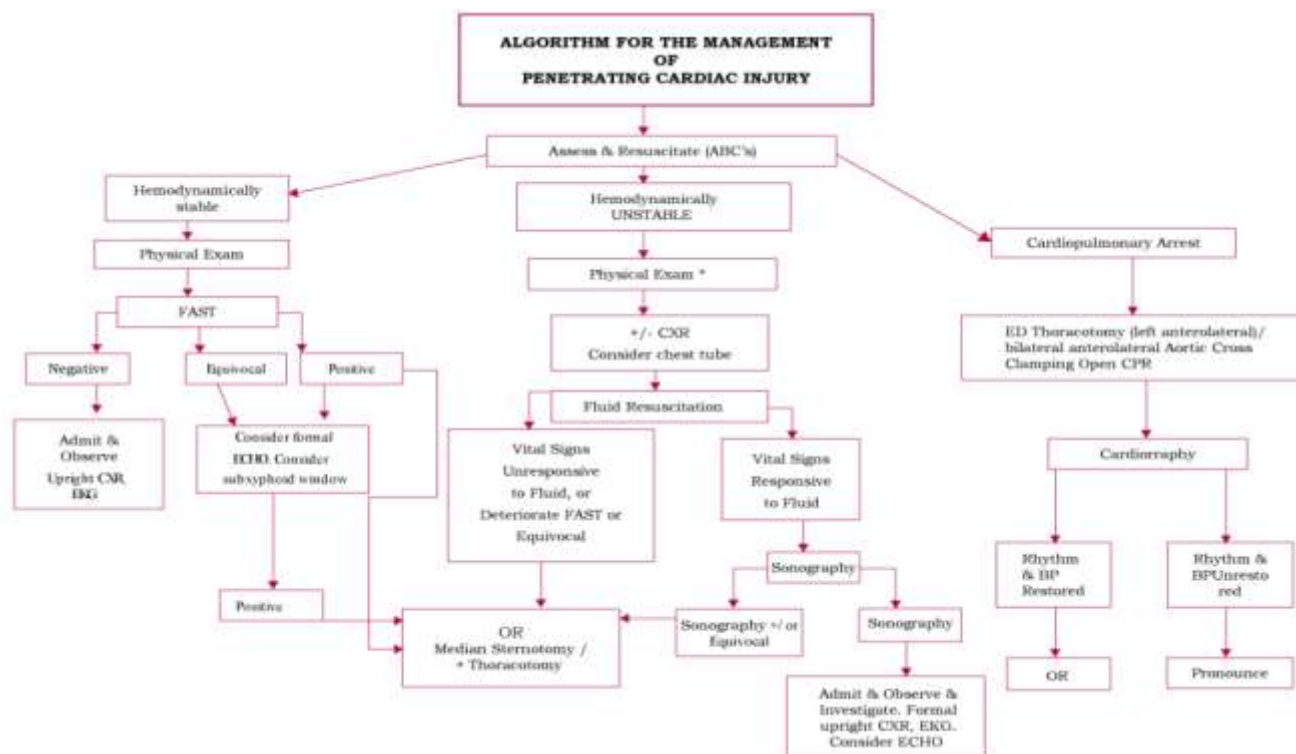 ALGORITHM FOR THE MANAGEMENT
OF
PENETRATING CARDIAC INJURY
Assess & Resuscitate (ABC's)
Hemodynamically
stable
Hemodynamically
UNSTABLE
Cardiopulmonary Arrest
Physical Exam
Physical Exam *
FAST
+/- CXR
Consider chest tube
ED Thoracotomy (left anterolateral)/
bilateral anterolateral Aortic Cross
Clamping Open CPR
Negative
Equivocal
Positive
Fluid Resuscitation
Admit &
Observe
Upright CXR,
EKG
Consider formal
ECHO. Consider
subxyphoid window
Vital Signs
Unresponsive
to Fluid, or
Deteriorate FAST or
Equivocal
Vital Signs
Responsive
to Fluid
Cardiorraphy
Sonography
Rhythm
& BP
Restored
Rhythm &
BPUnresto
red
Positive
OR
Median Sternotomy /
+ Thoracotomy
Sonography +/ or
Equivocal
Sonography
OR
Pronounce
Admit & Observe &
Investigate. Formal
upright CXR, EKG.
Consider ECHO